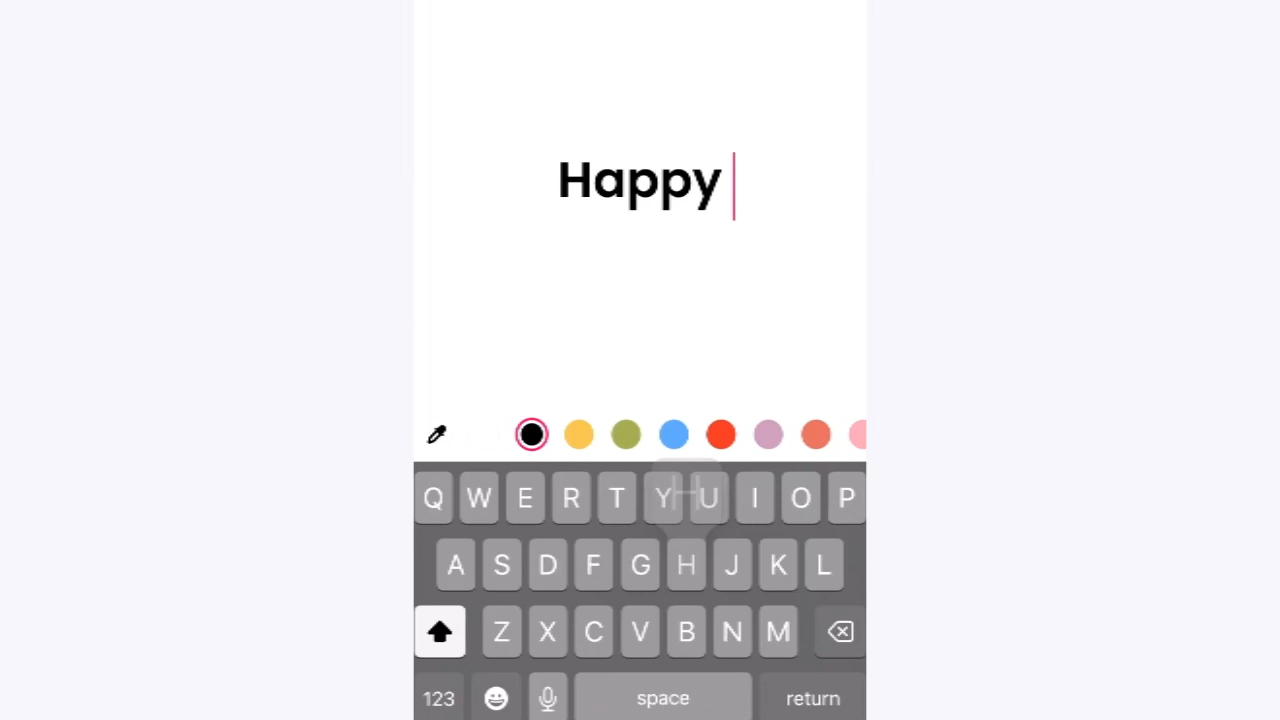 Happy
Q W E R T Y U I O P
A S D F G H J K L
Z X C V B N M
123 space return